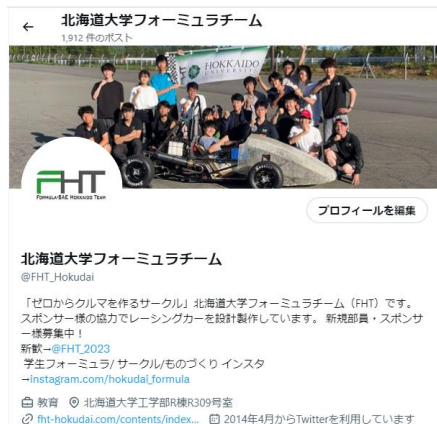 北海道大学フォーミュラチーム
1,912 件のポスト
HOKKAIDO
UNIVERSITY
FHT
FORMULA-SAE HOKKAIDO TEAM
プロフィールを編集
北海道大学フォーミュラチーム
@FHT_Hokudai
「ゼロからクルマを作るサークル」北海道大学フォーミュラチーム（FHT）です。
スポンサー様の協力でレーシングカーを設計製作しています。 新規部員・スポンサ
ー様募集中！
新歓→@FHT_2023
学生フォーミュラ/ サークル/ものづくり インスタ
→instagram.com/hokudai_formula
教育 北海道大学工学部R棟R309号室
fht-hokudai.com/contents/index... 2014年4月からTwitterを利用しています